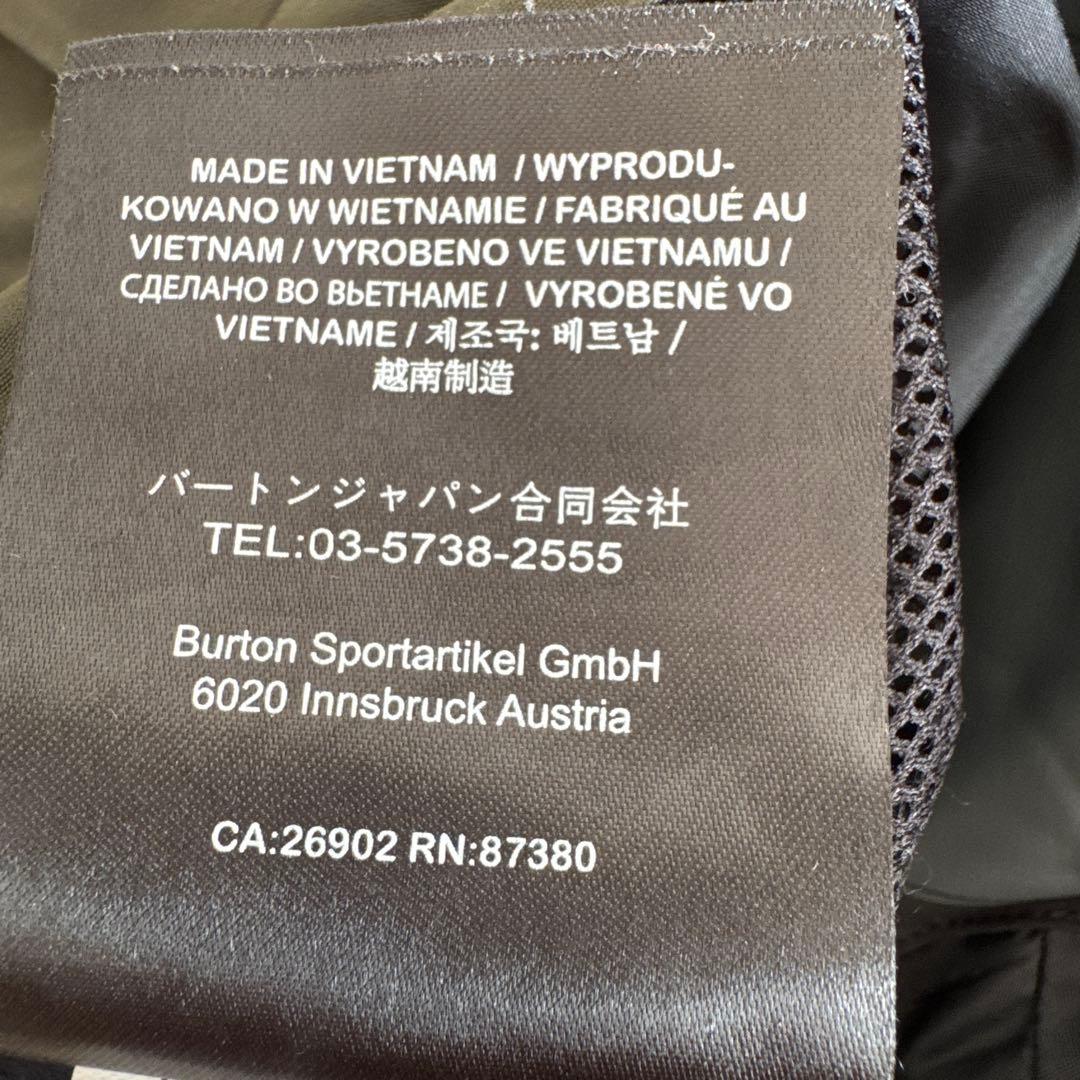 MADE IN VIETNAM / WYPRODU-
KOWANO W WIETNAMIE / FABRIQUÉ AU
VIETNAM / VYROBENO VE VIETNAMU /
СДЕЛАНО ВО ВЬЕТНАМЕ / VYROBENÉ VO
VIETNAME / 제조국: 베트남 /
越南制造
バートンジャパン合同会社
TEL:03-5738-2555
Burton Sportartikel GmbH
6020 Innsbruck Austria
CA:26902 RN:87380